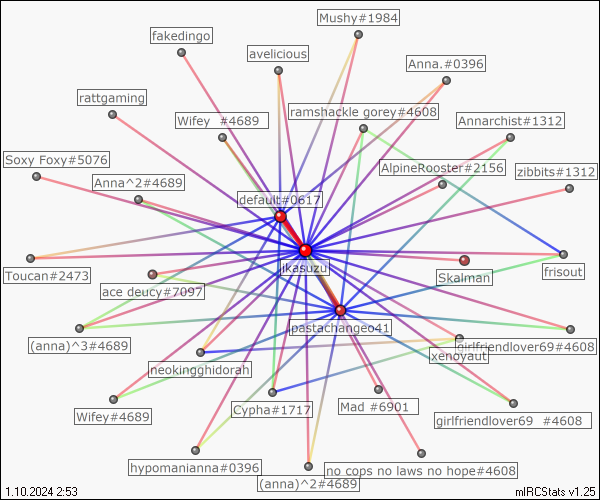 Mushy#1984
fakedingo
avelicious
Anna.#0396
rattgaming
ramshackle gorey#4608
Wifey #4689
Annarchist#1312
Soxy Foxy#5076
AlpineRooster#2156
zibbits#1312
Anna^2#4689
default#0617
jikasuzu
Toucan#2473
Skalman
frisout
ace deucy#7097
pastachangeo41
(anna)^3#4689
girlfriendlover69#4608
xenoyaut
neokingghidorah
Wifey#4689
Cypha#1717
Mad #6901
girlfriendlover69 #4608
hypomanianna#0396
no cops no laws no hope#4608
(anna)^2#4689
1.10.2024 2:53
mIRCStats v1.25